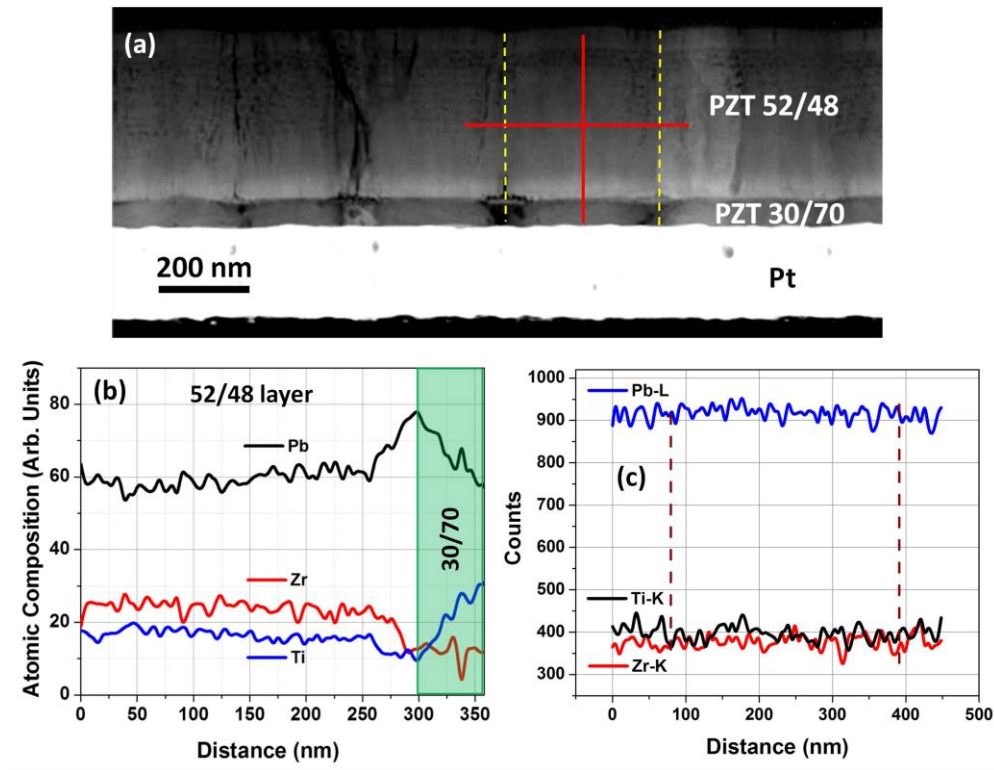 (a)
PZT 52/48
PZT 30/70
200 nm
Pt
(b)
52/48 layer
Pb
Zr
Ti
30/70
Atomic Composition (Arb. Units)
80
60
40
20
0
0 50 100 150 200 250 300 350
Distance (nm)
(c)
Pb-L
Ti-K
Zr-K
Counts
1000
900
800
700
600
500
400
300
0 100 200 300 400 500
Distance (nm)